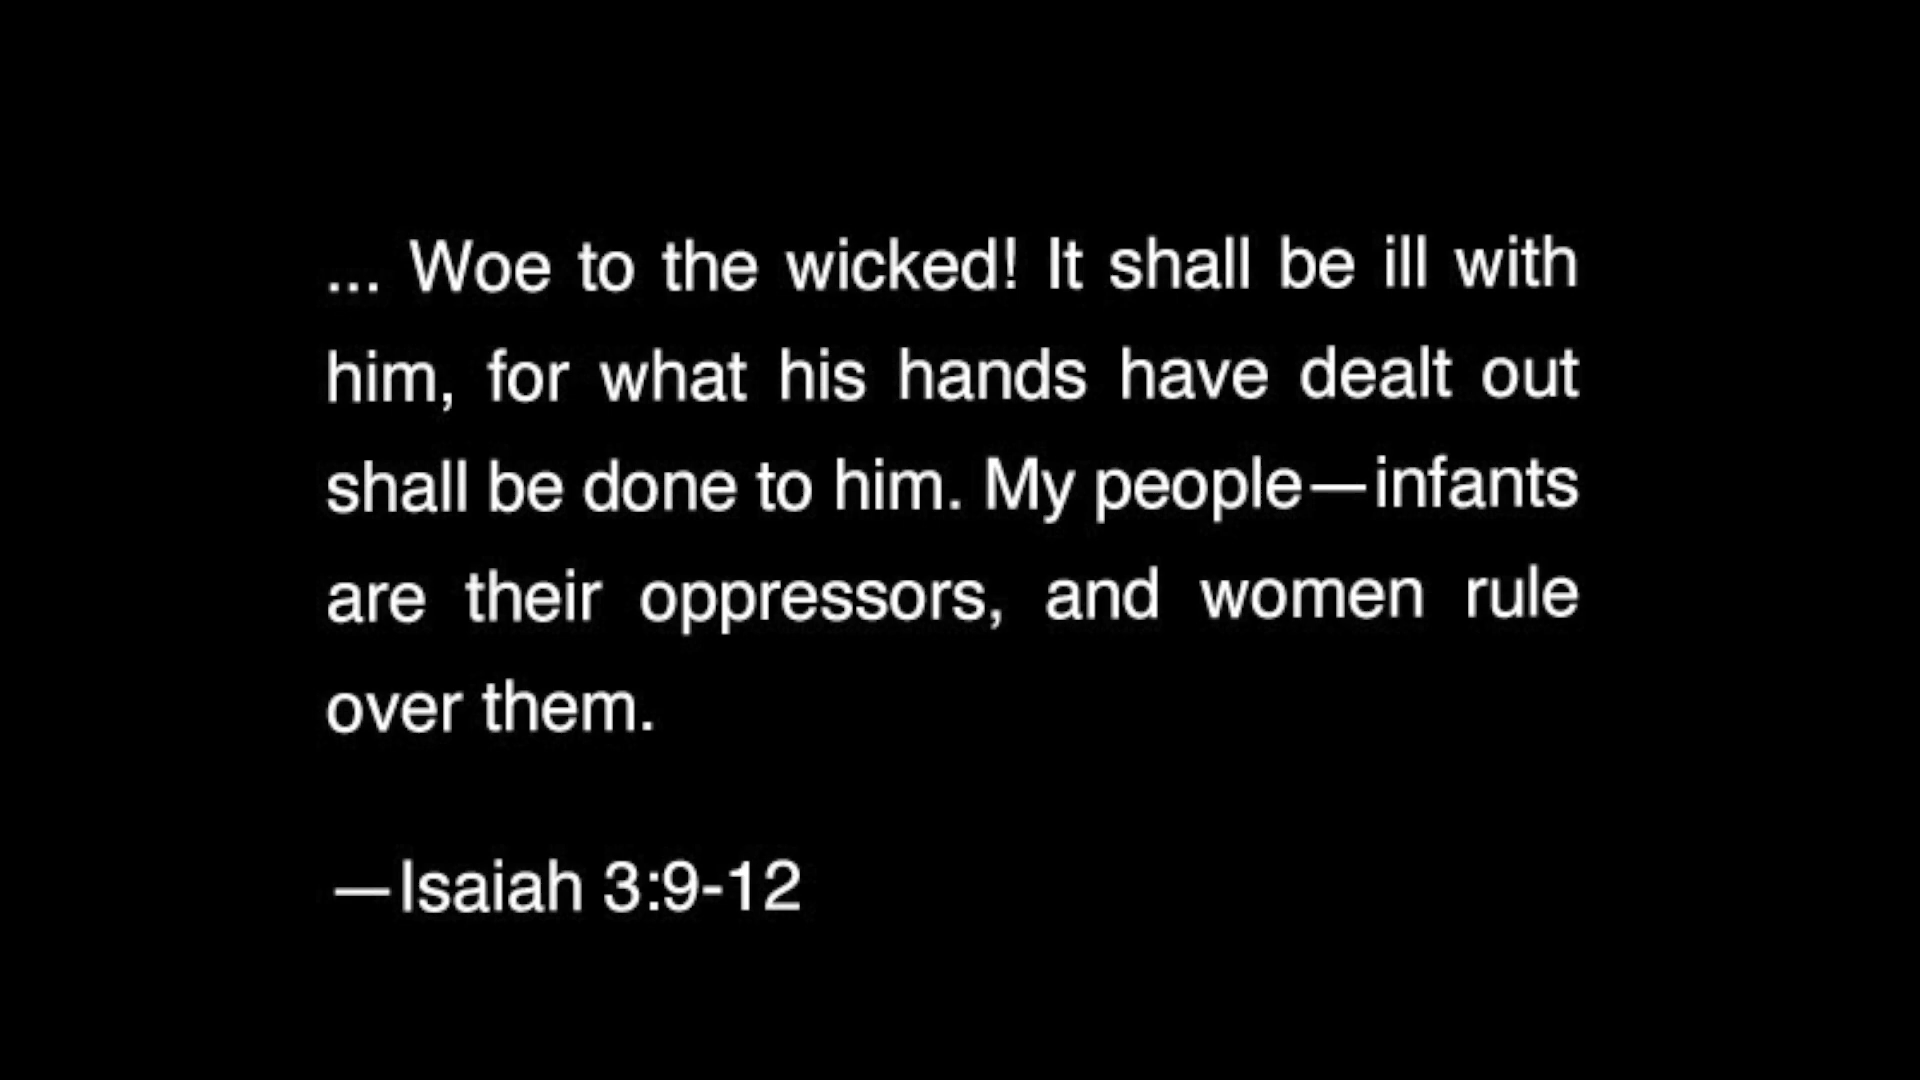 ... Woe to the wicked! It shall be ill with
him, for what his hands have dealt out
shall be done to him. My people—infants
are their oppressors, and women rule
over them.
—Isaiah 3:9-12